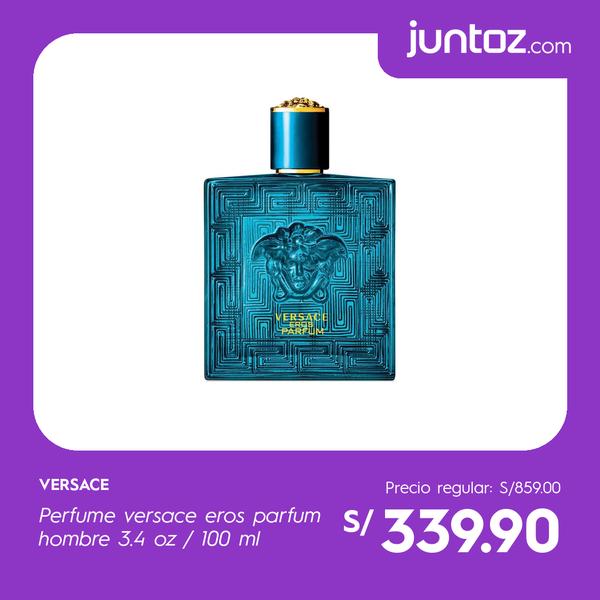 juntoz.com
VERSACE
EROS
PARFUM
VERSACE
Perfume versace eros parfum
hombre 3.4 oz / 100 ml
Precio regular: S/859.00
S/ 339.90